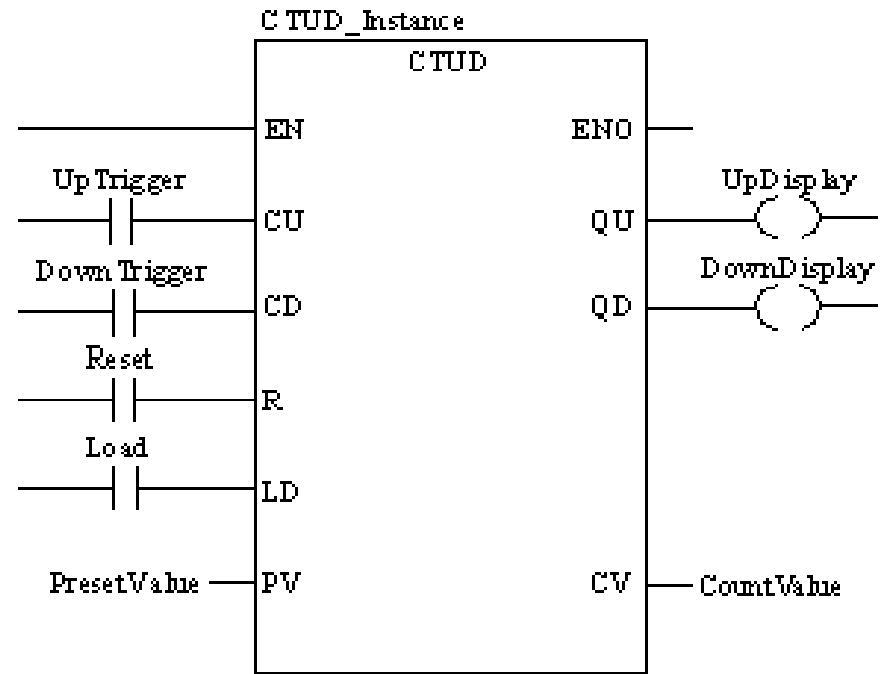 CTUD_Instance
CTUD
EN ENO
UpTrigger UpDisplay
CU QU
DownTrigger DownDisplay
CD QD
Reset
R
Load
LD
PresetValue PV CV CountValue